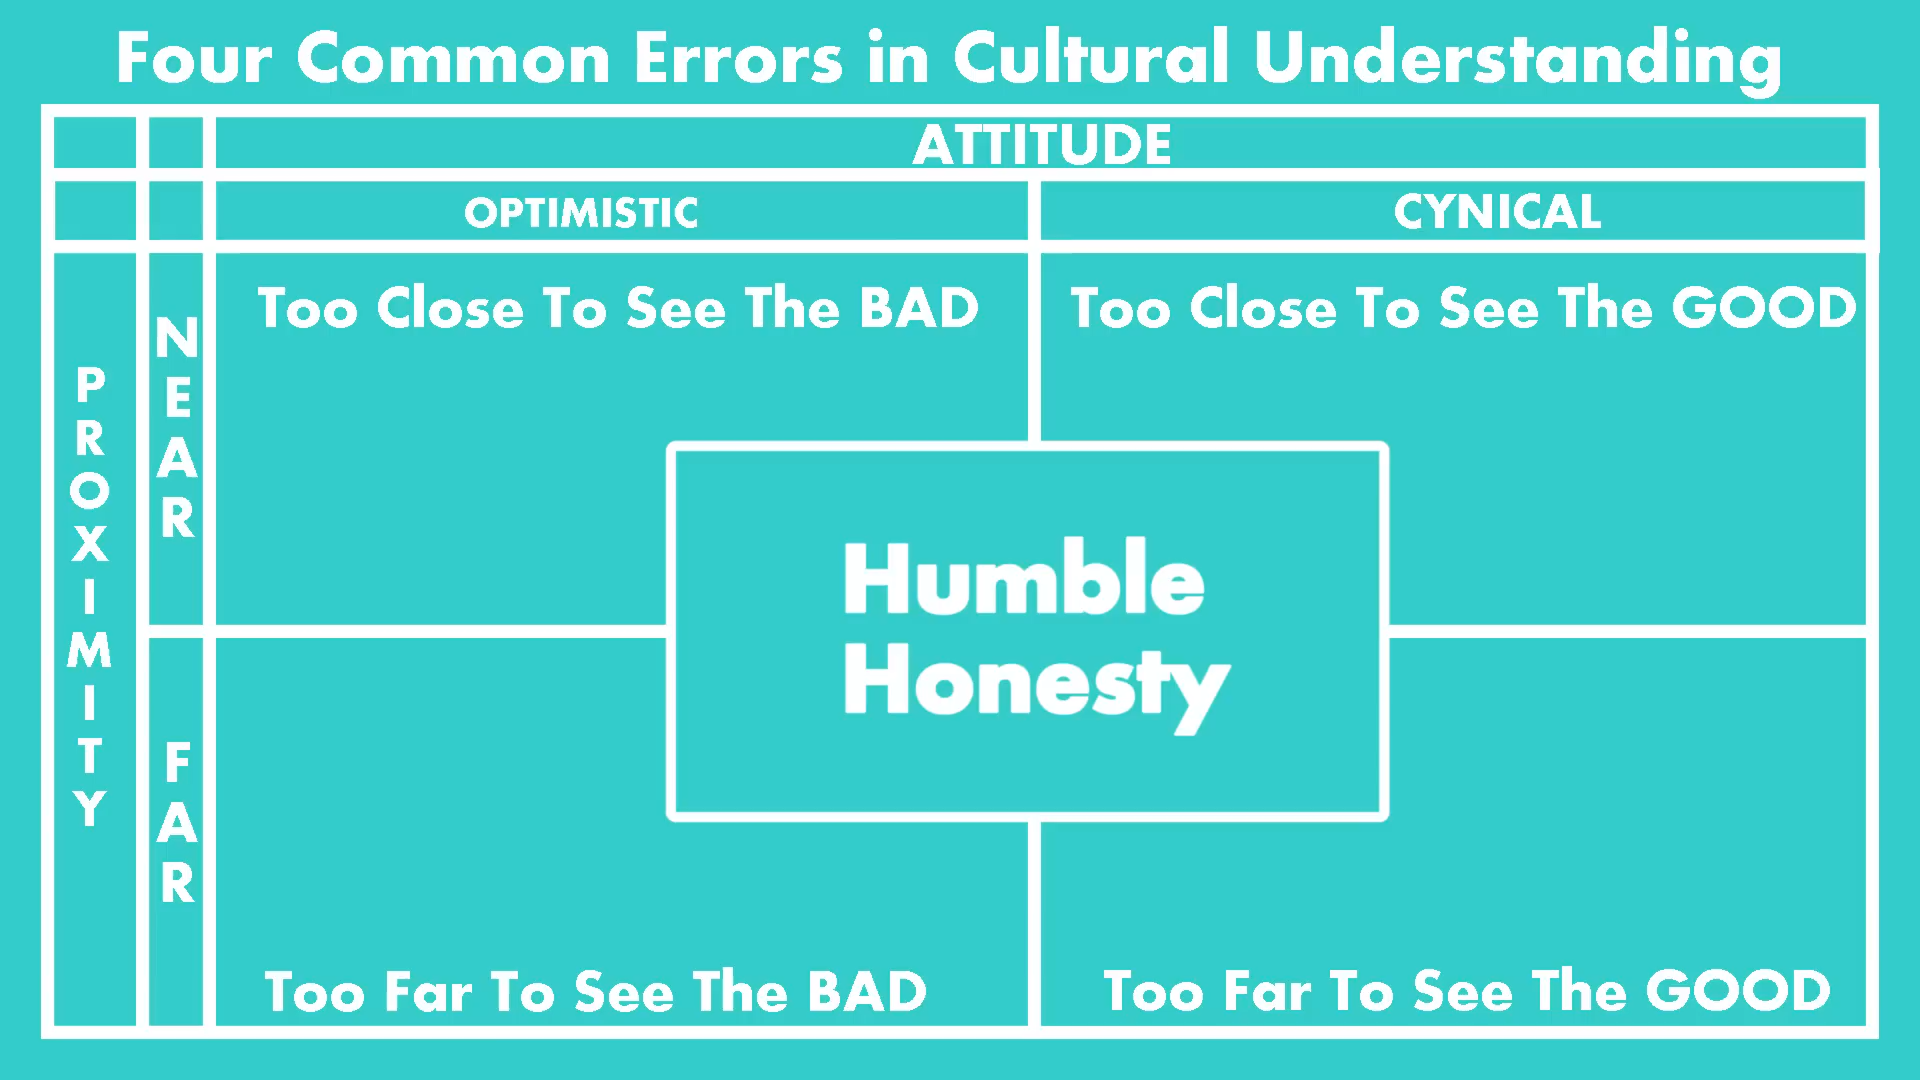 Four Common Errors in Cultural Understanding
ATTITUDE
OPTIMISTIC
CYNICAL
PROXIMITY
NEAR
Too Close To See The BAD
Too Close To See The GOOD
Humble
Honesty
FAR
Too Far To See The BAD
Too Far To See The GOOD